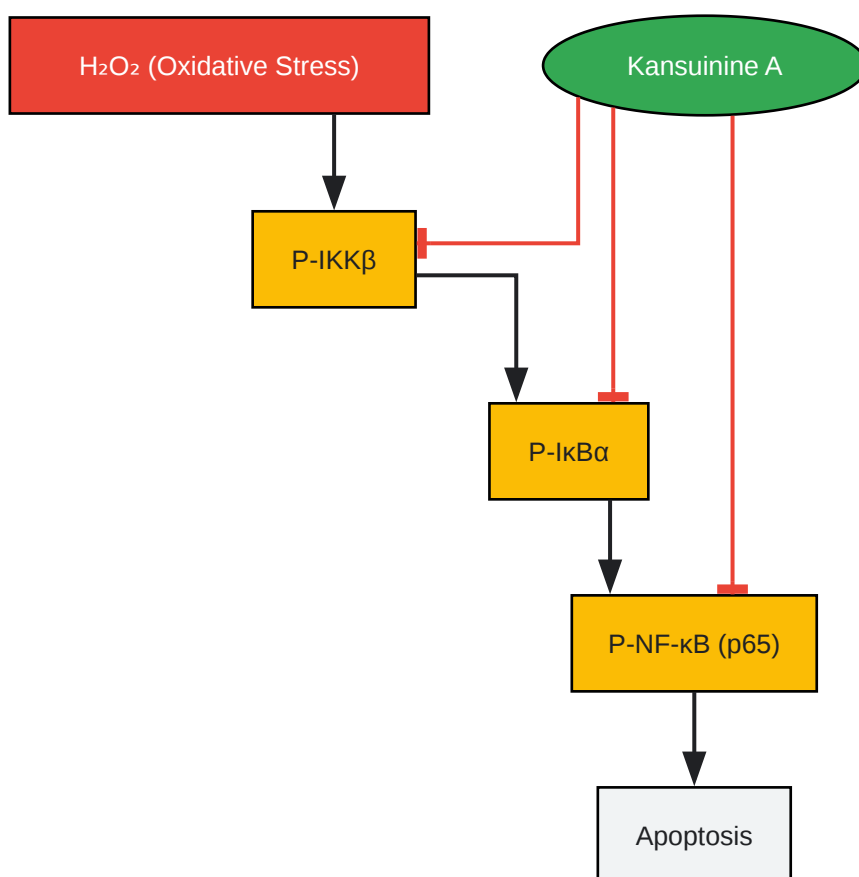 H₂O₂ (Oxidative Stress)
Kansuinine A
P-IKKβ
P-IκBα
P-NF-κB (p65)
Apoptosis